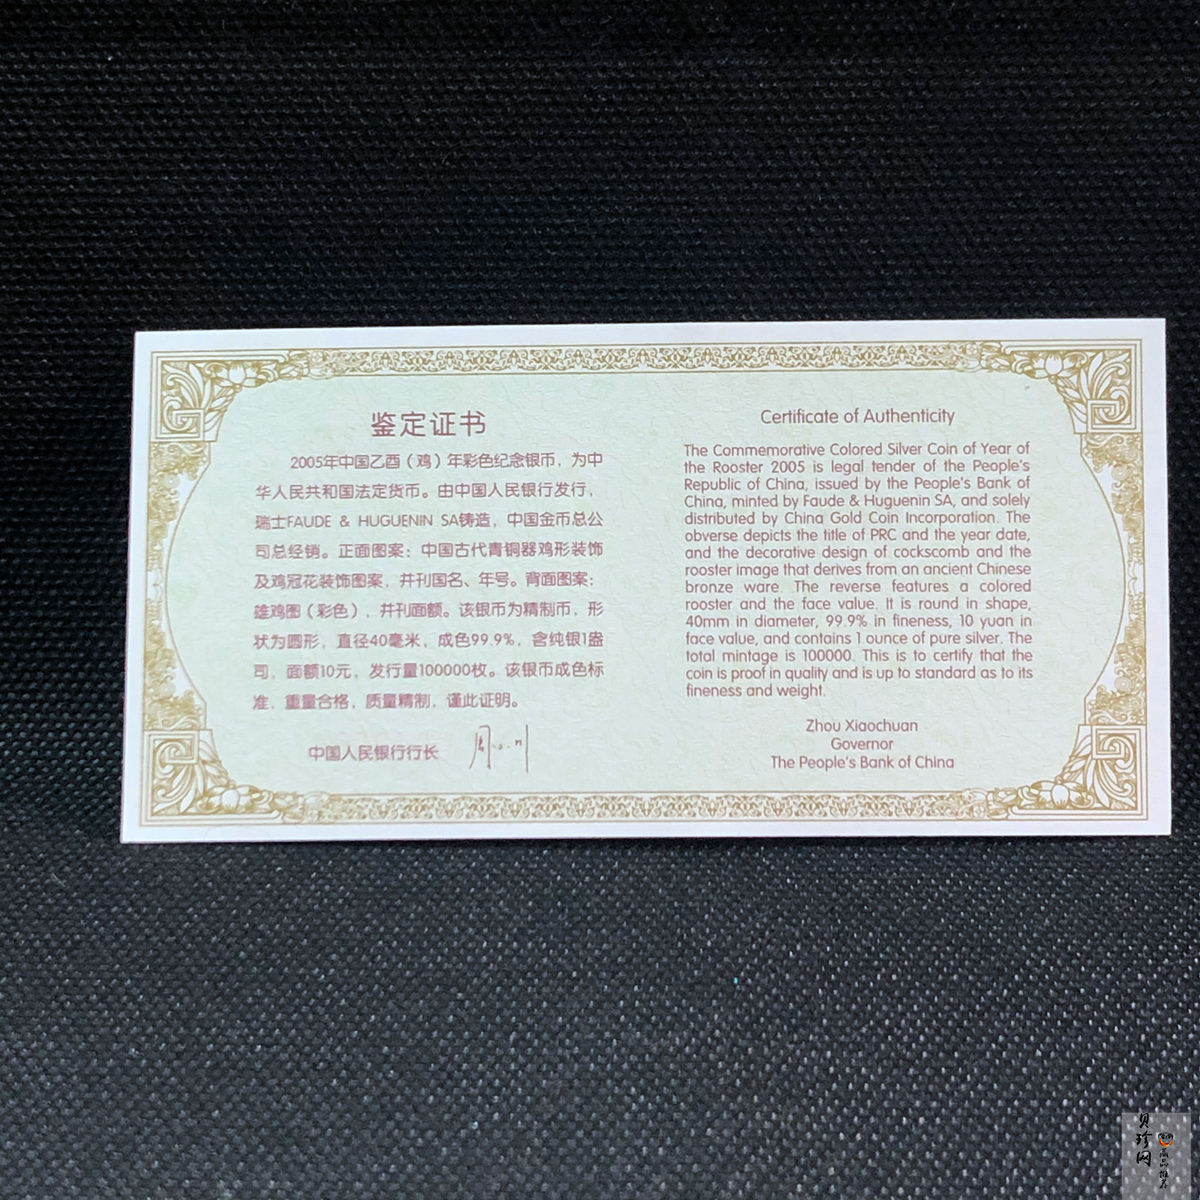 鉴定证书
2005年中国乙酉（鸡）年彩色纪念银币，为中
华人民共和国法定货币。由中国人民银行发行，
瑞士FAUDE & HUGUENIN SA铸造，中国金币总公
司总经销。正面图案：中国古代青铜器鸡形装饰
及鸡冠花装饰图案，并刊国名、年号。背面图案：
雄鸡图（彩色），并刊面额。该银币为精制币，形
状为圆形，直径40毫米，成色99.9%，含纯银1盎
司，面额10元，发行量100000枚。该银币成色标
准，重量合格，质量精制，谨此证明。
中国人民银行行长
Certificate of Authenticity
The Commemorative Colored Silver Coin of Year of
the Rooster 2005 is legal tender of the People's
Republic of China, issued by the People's Bank of
China, minted by Faude & Huguenin SA, and solely
distributed by China Gold Coin Incorporation. The
obverse depicts the title of PRC and the year date,
and the decorative design of cockscomb and the
rooster image that derives from an ancient Chinese
bronze ware. The reverse features a colored
rooster and the face value. It is round in shape,
40mm in diameter, 99.9% in fineness, 10 yuan in
face value, and contains 1 ounce of pure silver. The
total mintage is 100000. This is to certify that the
coin is proof in quality and is up to standard as to its
fineness and weight.
Zhou Xiaochuan
Governor
The People's Bank of China
贝珍网